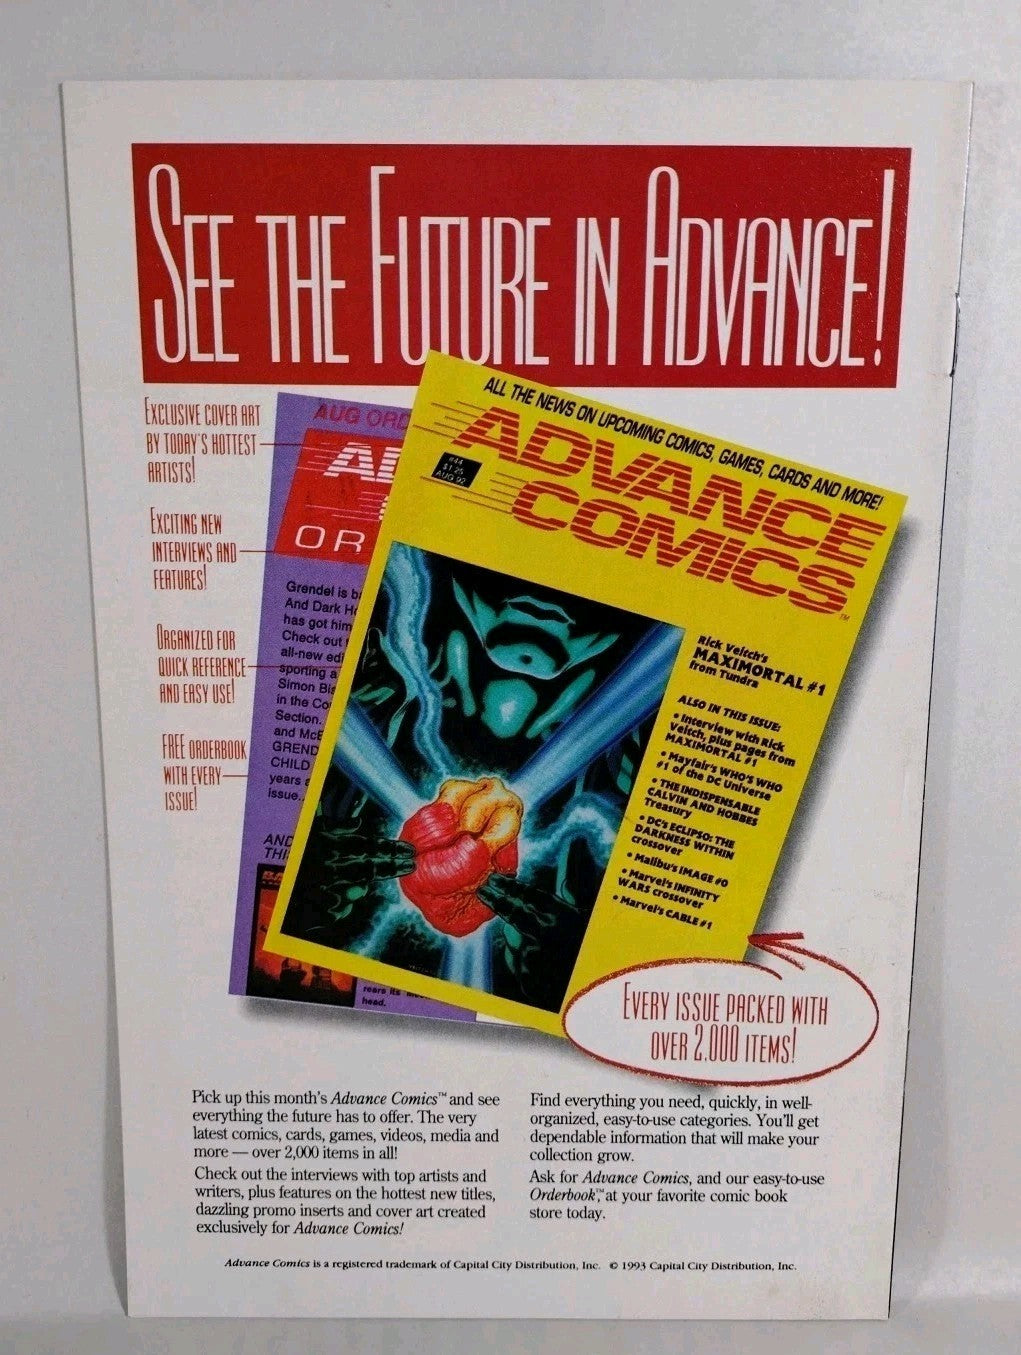 SEE THE FUTURE IN ADVANCE!
EXCLUSIVE COVER ART
BY TODAY'S HOTTEST
ARTISTS!
EXCITING NEW
INTERVIEWS AND
FEATURES!
ORGANIZED FOR
QUICK REFERENCE
AND EASY USE!
FREE ORDERBOOK
WITH EVERY
ISSUE!
AUG ORD
OR
Grendel is b
And Dark H
has got him
Check out
all-new edi
sporting a
Simon Bis
in the Co
Section.
and McE
GREND
CHILD
years a
issue..
AND
THI
rears its
head.
ALL THE NEWS ON UPCOMING COMICS, GAMES, CARDS AND MORE!
ADVANCE
COMICS™
#44
$1.25
AUG 92
Rick Veitch's
MAXIMORTAL #1
from Tundra
ALSO IN THIS ISSUE:
• Interview with Rick
Veitch, plus pages from
MAXIMORTAL #1
• Mayfair's WHO'S WHO
#1 of the DC Universe
• THE INDISPENSABLE
CALVIN AND HOBBES
Treasury
• DC's ECLIPSO: THE
DARKNESS WITHIN
crossover
• Malibu's IMAGE #0
• Marvel's INFINITY
WARS crossover
• Marvel's CABLE #1
EVERY ISSUE PACKED WITH
OVER 2,000 ITEMS!
Pick up this month's Advance Comics™ and see
everything the future has to offer. The very
latest comics, cards, games, videos, media and
more — over 2,000 items in all!
Check out the interviews with top artists and
writers, plus features on the hottest new titles,
dazzling promo inserts and cover art created
exclusively for Advance Comics!
Find everything you need, quickly, in well-
organized, easy-to-use categories. You'll get
dependable information that will make your
collection grow.
Ask for Advance Comics, and our easy-to-use
Orderbook,™ at your favorite comic book
store today.
Advance Comics is a registered trademark of Capital City Distribution, Inc. © 1993 Capital City Distribution, Inc.